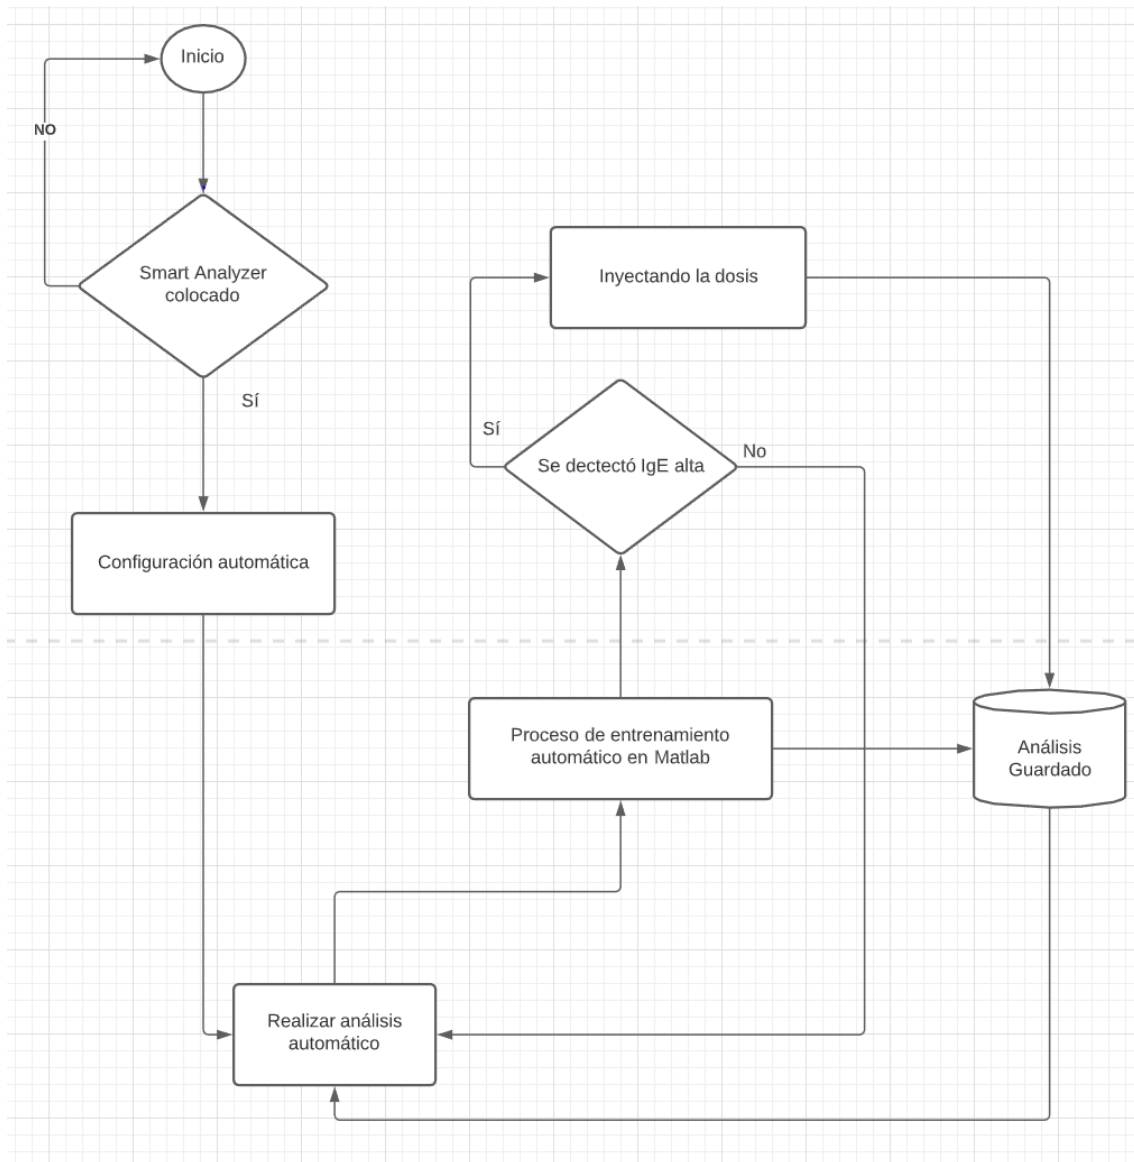 Inicio
NO
Smart Analyzer
colocado
Sí
Configuración automática
Inyectando la dosis
Sí
No
Se dectectó IgE alta
Proceso de entrenamiento
automático en Matlab
Análisis
Guardado
Realizar análisis
automático